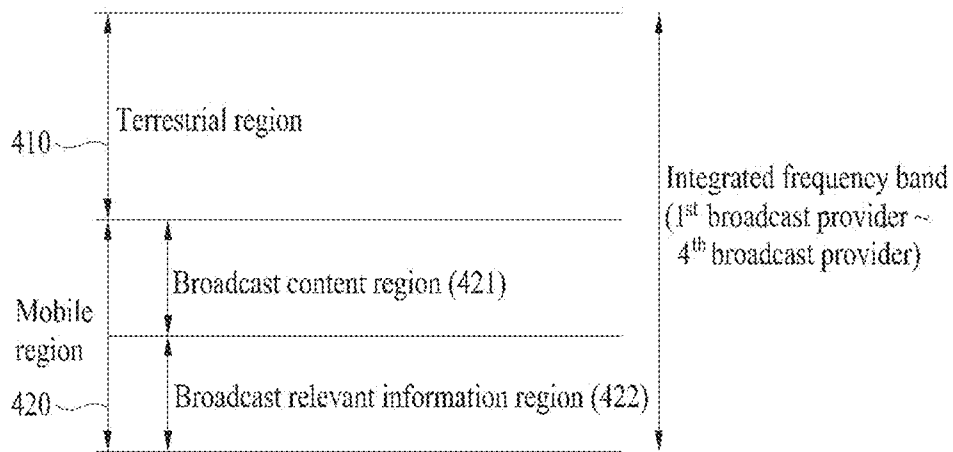 Terrestrial region
410
Integrated frequency band
(1st broadcast provider ~
4th broadcast provider)
Broadcast content region (421)
Mobile
region
420
Broadcast relevant information region (422)